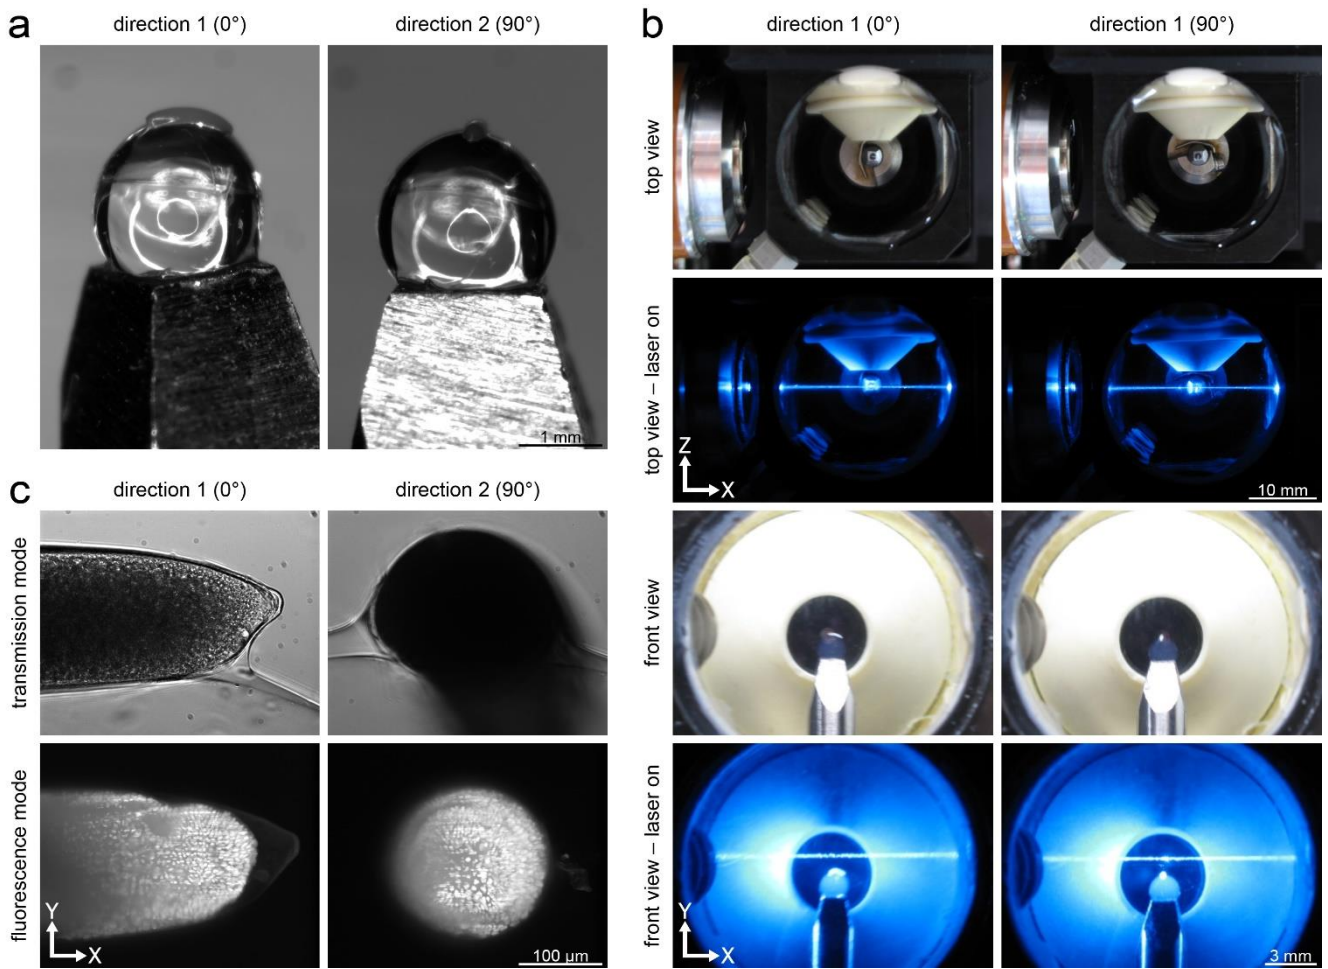 a
direction 1 (0°)
direction 2 (90°)
1 mm
b
direction 1 (0°)
direction 1 (90°)
top view
top view – laser on
Z
X
10 mm
front view
front view – laser on
Y
X
3 mm
c
direction 1 (0°)
direction 2 (90°)
transmission mode
fluorescence mode
Y
X
100 µm